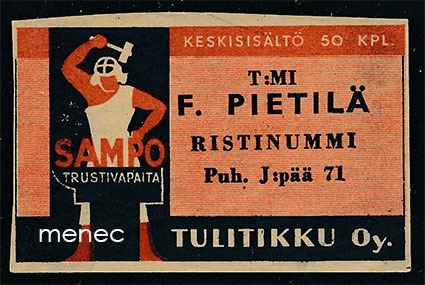 KESKISISÄLTÖ 50 KPL.
T:MI
F. PIETILÄ
RISTINUMMI
Puh. J:pää 71
SAMPO
TRUSTIVAPAITA
TULITIKKU Oy.
menec